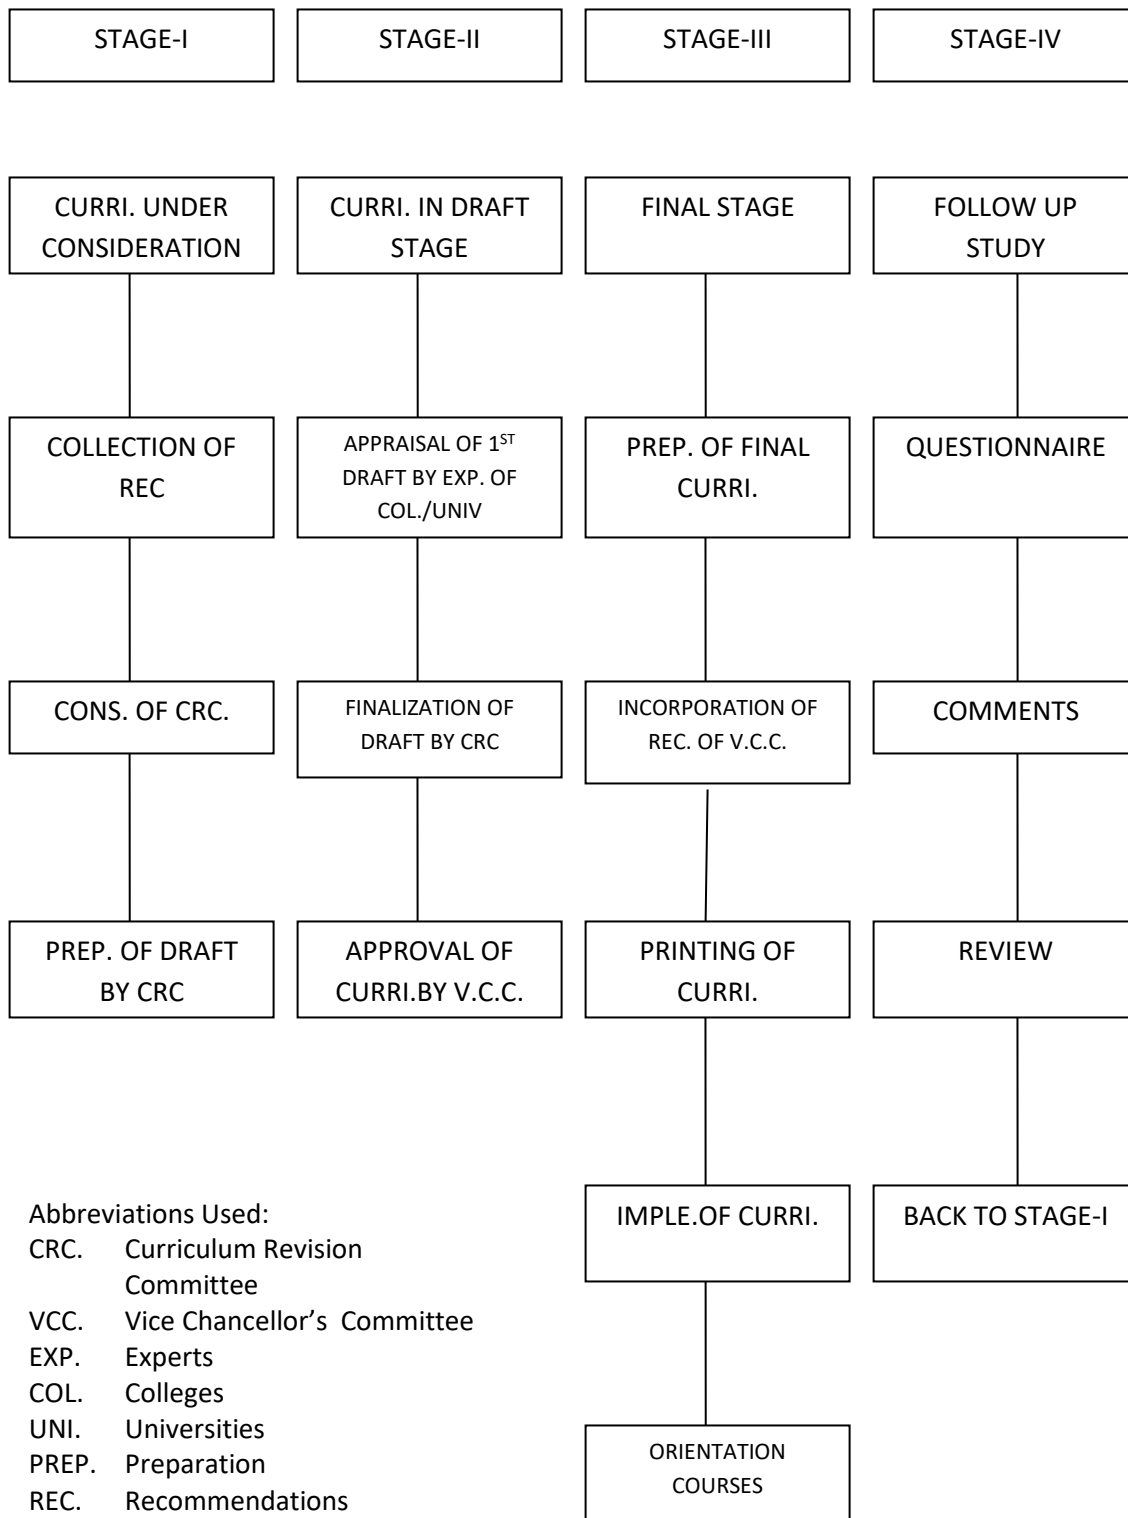 STAGE-I
STAGE-II
STAGE-III
STAGE-IV
CURRI. UNDER
CONSIDERATION
CURRI. IN DRAFT
STAGE
FINAL STAGE
FOLLOW UP
STUDY
COLLECTION OF
REC
APPRAISAL OF 1ST
DRAFT BY EXP. OF
COL./UNIV
PREP. OF FINAL
CURRI.
QUESTIONNAIRE
CONS. OF CRC.
FINALIZATION OF
DRAFT BY CRC
INCORPORATION OF
REC. OF V.C.C.
COMMENTS
PREP. OF DRAFT
BY CRC
APPROVAL OF
CURRI.BY V.C.C.
PRINTING OF
CURRI.
REVIEW
IMPLE.OF CURRI.
BACK TO STAGE-I
ORIENTATION
COURSES
Abbreviations Used:
CRC. Curriculum Revision
Committee
VCC. Vice Chancellor’s Committee
EXP. Experts
COL. Colleges
UNI. Universities
PREP. Preparation
REC. Recommendations